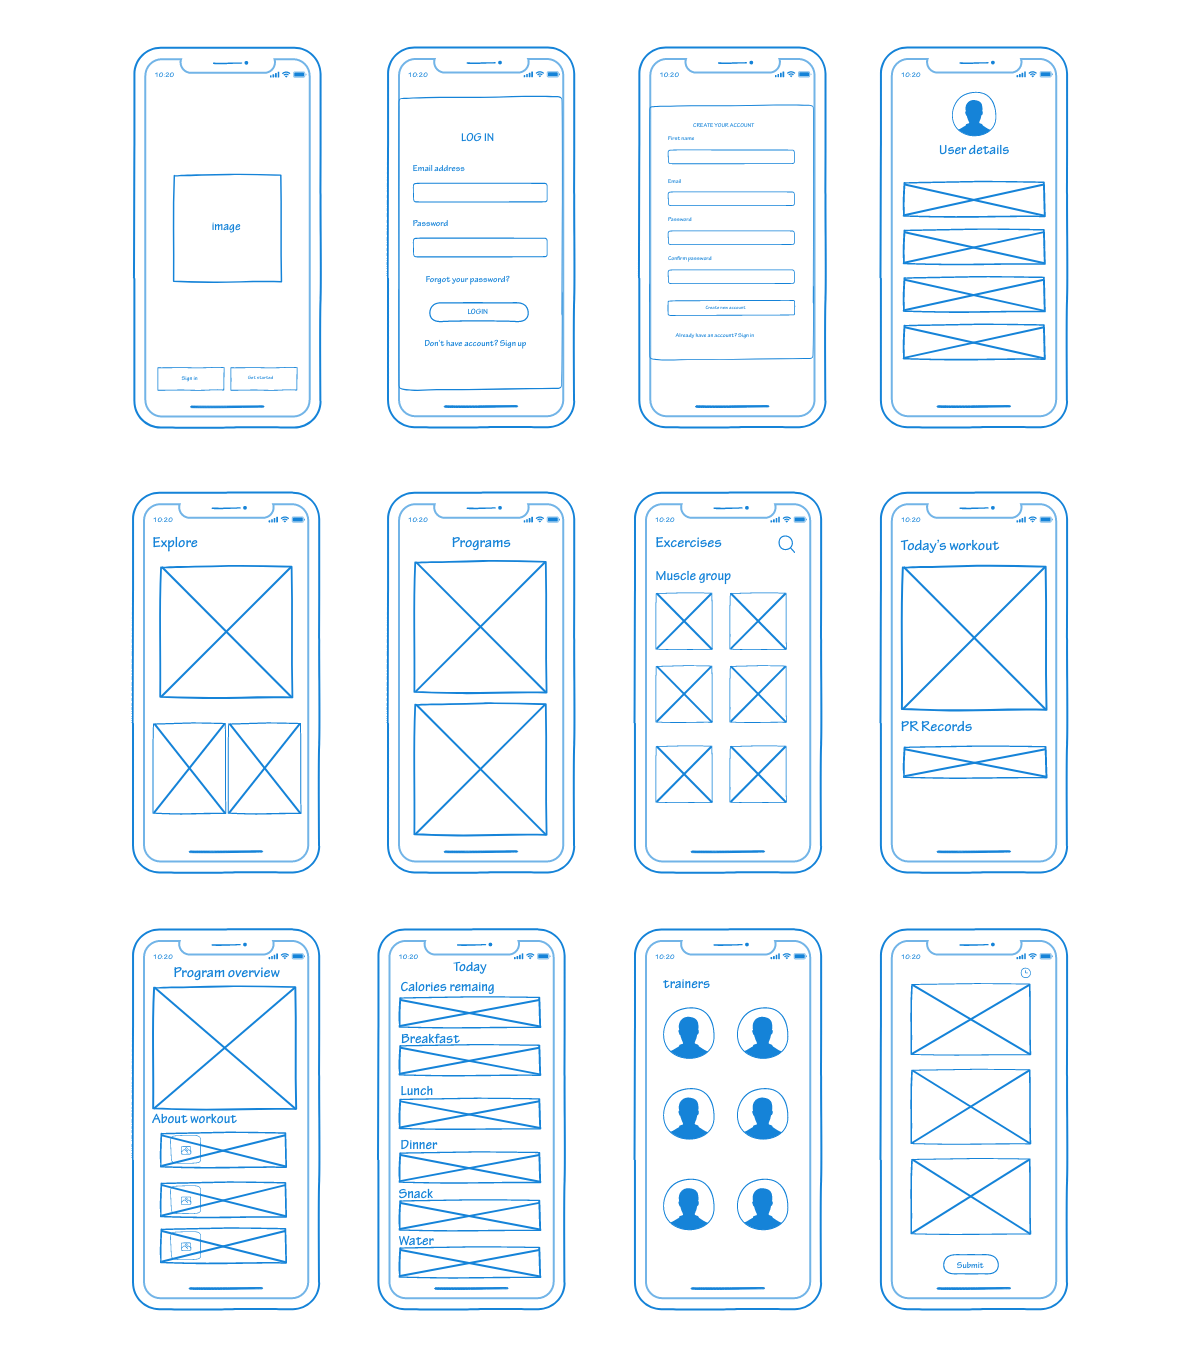 10:20
image
Sign in
Get started
10:20
LOG IN
Email address
Password
Forgot your password?
LOGIN
Don't have account? Sign up
10:20
CREATE YOUR ACCOUNT
First name
Email
Password
Confirm password
Create new account
Already have an account? Sign in
10:20
User details
10:20
Explore
10:20
Programs
10:20
Excercises
Muscle group
10:20
Today's workout
PR Records
10:20
Program overview
About workout
10:20
Today
Calories remaing
Breakfast
Lunch
Dinner
Snack
Water
10:20
trainers
10:20
Submit